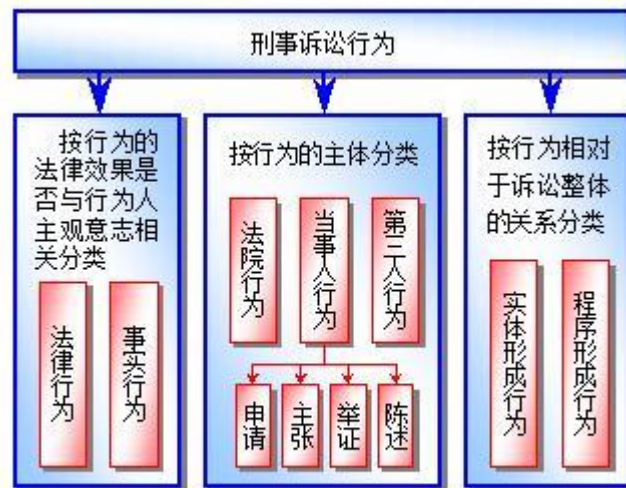 刑事诉讼行为
按行为的
法律效果是
否与行为人
主观意志相
关分类
法律行为
事实行为
按行为的主体分类
法院行为
当事人行为
第三人行为
申请
主张
举证
陈述
按行为相对
于诉讼整体
的关系分类
实体形成行为
程序形成行为